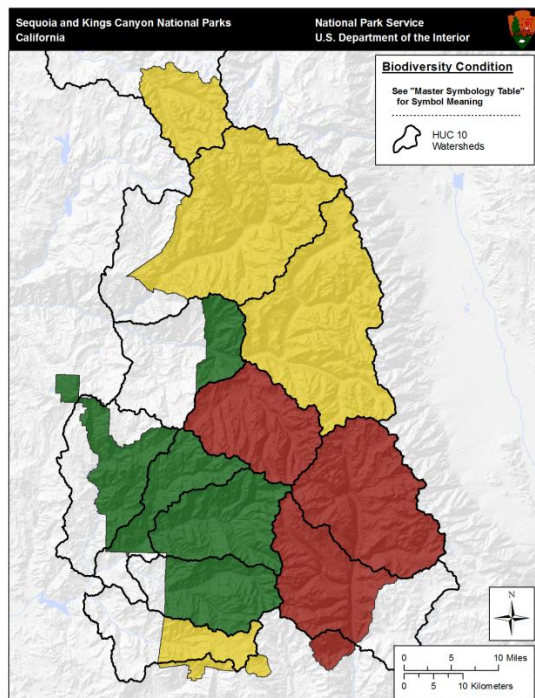 Sequoia and Kings Canyon National Parks
California
National Park Service
U.S. Department of the Interior
Biodiversity Condition
See "Master Symbology Table"
for Symbol Meaning
HUC 10
Watersheds
N
0 5 10 Miles
0 5 10 Kilometers